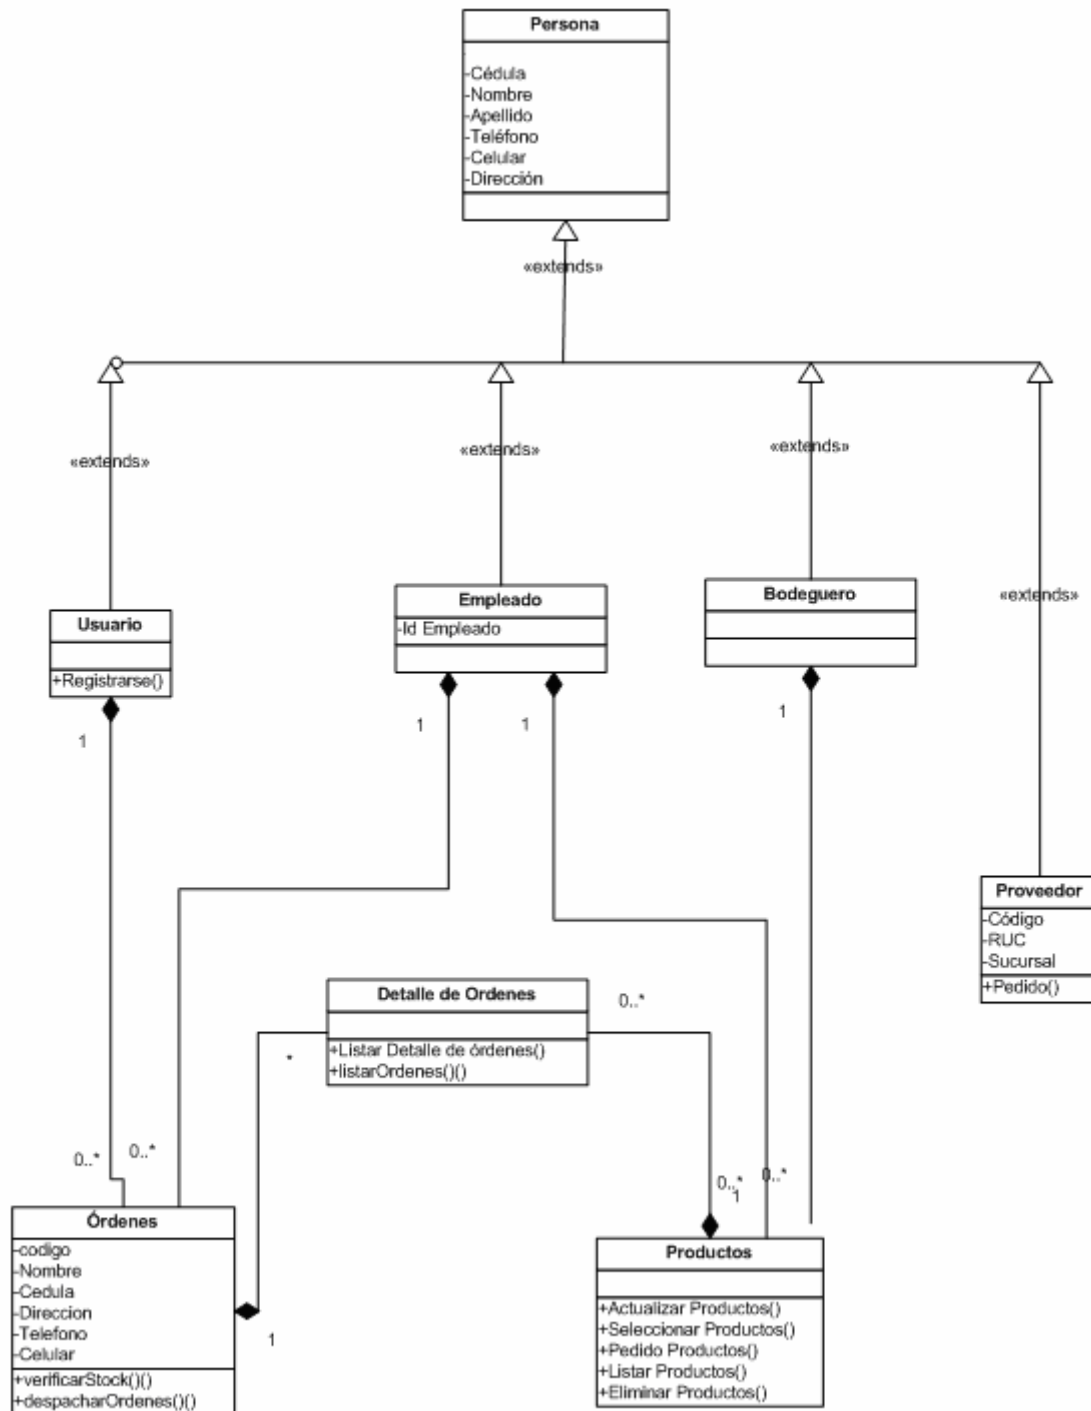 Persona
-Cédula
-Nombre
-Apellido
-Teléfono
-Celular
-Dirección
«extends»
«extends»
«extends»
«extends»
«extends»
Usuario
+Registrarse()
Empleado
-Id Empleado
Bodeguero
1
1
1
1
Proveedor
-Código
-RUC
-Sucursal
+Pedido()
Detalle de Ordenes
+Listar Detalle de órdenes()
+listarOrdenes()()
*
0..*
0..*
0..*
0..*
1
0..*
Órdenes
-codigo
-Nombre
-Cedula
-Direccion
-Telefono
-Celular
+verificarStock()()
+despacharOrdenes()()
1
Productos
+Actualizar Productos()
+Seleccionar Productos()
+Pedido Productos()
+Listar Productos()
+Eliminar Productos()